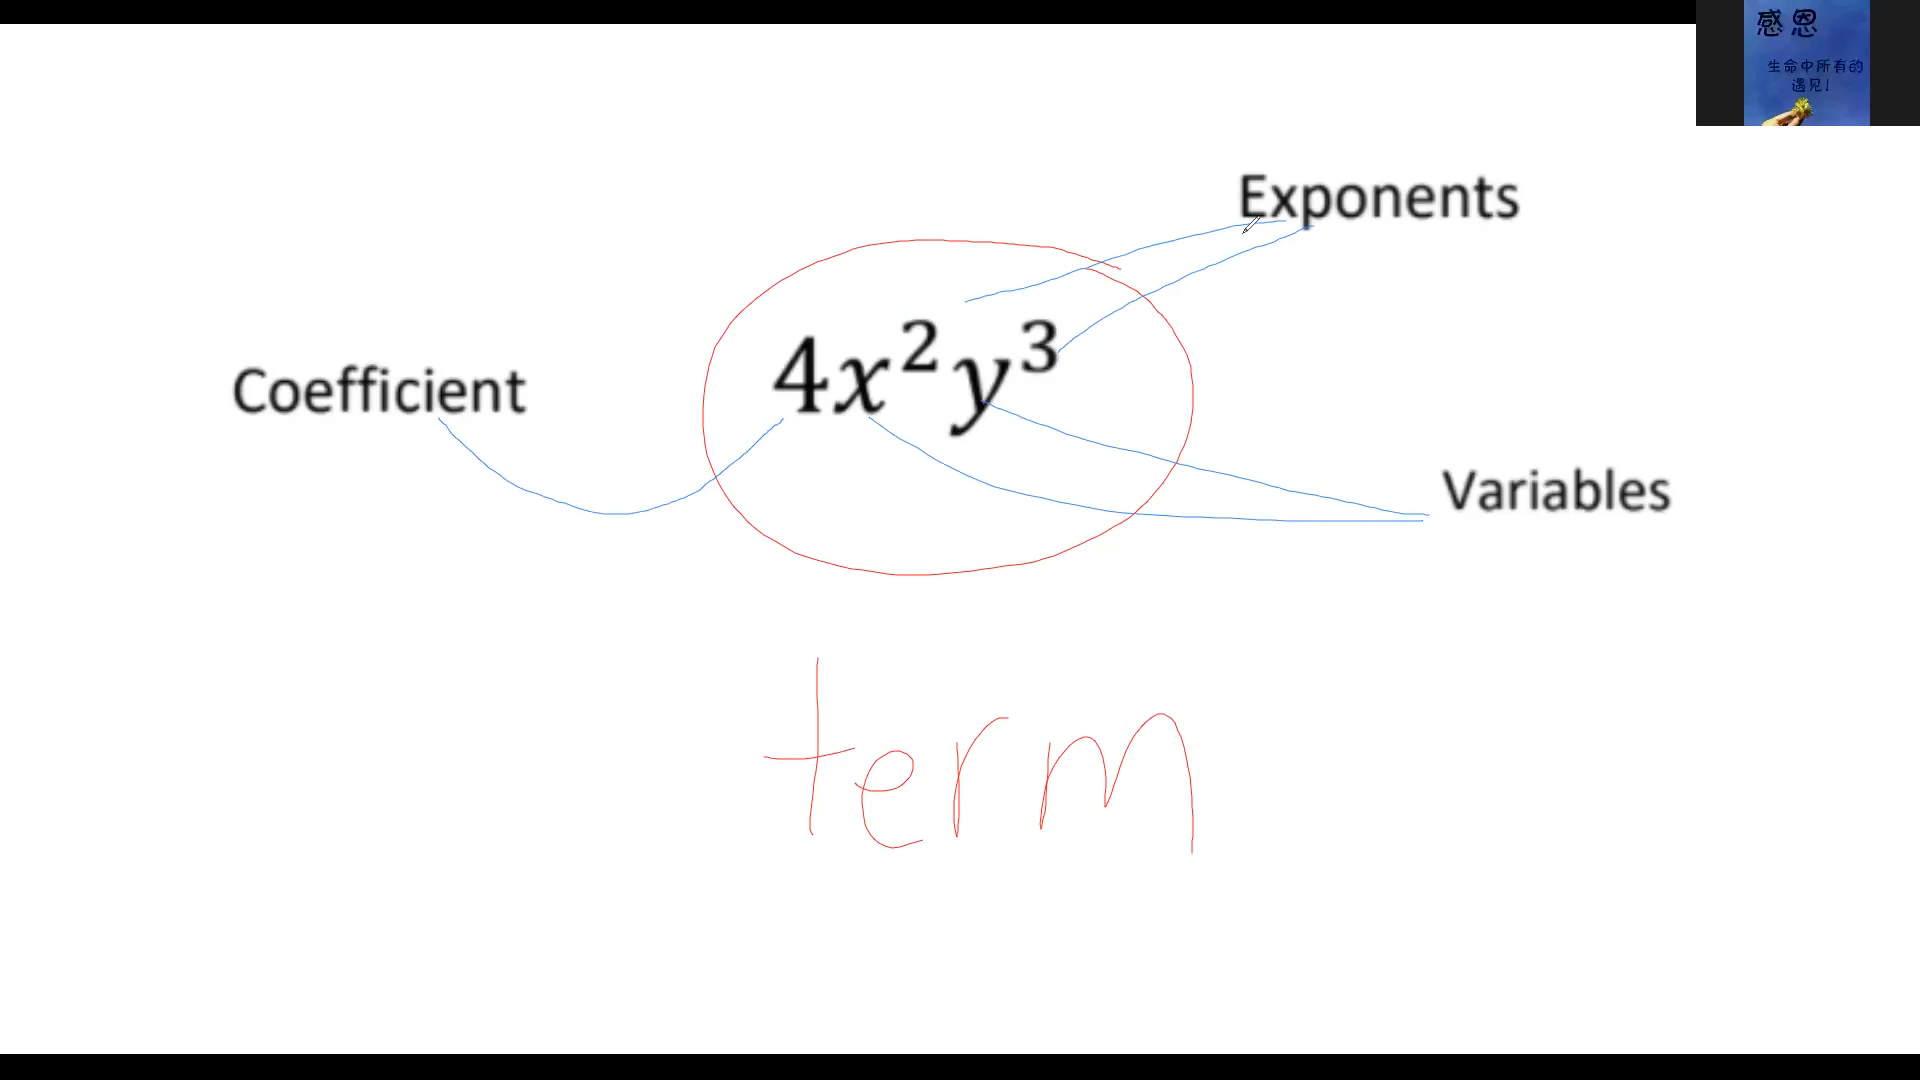 感恩
生命中所有的
遇见!
Exponents
Coefficient
4x²y³
Variables
term